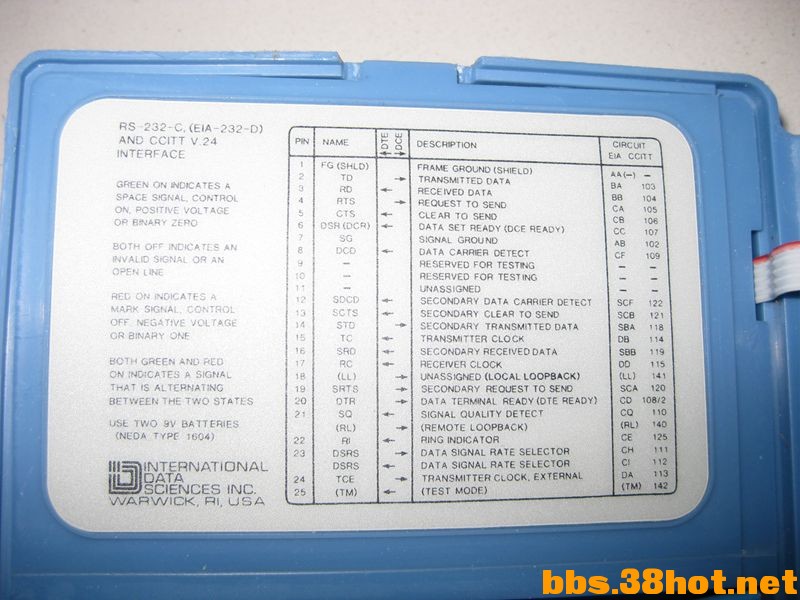 RS-232-C, (EIA-232-D)
AND CCITT V.24
INTERFACE
GREEN ON INDICATES A
SPACE SIGNAL, CONTROL
ON, POSITIVE VOLTAGE
OR BINARY ZERO
BOTH OFF INDICATES AN
INVALID SIGNAL OR AN
OPEN LINE
RED ON INDICATES A
MARK SIGNAL, CONTROL
OFF, NEGATIVE VOLTAGE
OR BINARY ONE
BOTH GREEN AND RED
ON INDICATES A SIGNAL
THAT IS ALTERNATING
BETWEEN THE TWO STATES
USE TWO 9V BATTERIES
(NEDA TYPE 1604)
INTERNATIONAL
DATA
SCIENCES INC.
WARWICK, RI, USA
PIN NAME DTE DCE DESCRIPTION CIRCUIT
EIA CCITT
1 FG (SHLD) FRAME GROUND (SHIELD) AA (–) –
2 TD → TRANSMITTED DATA BA 103
3 RD ← RECEIVED DATA BB 104
4 RTS → REQUEST TO SEND CA 105
5 CTS ← CLEAR TO SEND CB 106
6 DSR (DCR) ← DATA SET READY (DCE READY) CC 107
7 SG SIGNAL GROUND AB 102
8 DCD ← DATA CARRIER DETECT CF 109
9 – RESERVED FOR TESTING – –
10 – RESERVED FOR TESTING – –
11 – UNASSIGNED – –
12 SDCD ← SECONDARY DATA CARRIER DETECT SCF 122
13 SCTS ← SECONDARY CLEAR TO SEND SCB 121
14 STD → SECONDARY TRANSMITTED DATA SBA 118
15 TC ← TRANSMITTER CLOCK DB 114
16 SRD ← SECONDARY RECEIVED DATA SBB 119
17 RC ← RECEIVER CLOCK DD 115
18 (LL) → UNASSIGNED (LOCAL LOOPBACK) (LL) 141
19 SRTS → SECONDARY REQUEST TO SEND SCA 120
20 DTR → DATA TERMINAL READY (DTE READY) CD 108/2
21 SQ ← SIGNAL QUALITY DETECT CQ 110
(RL) → (REMOTE LOOPBACK) (RL) 140
22 RI ← RING INDICATOR CE 125
23 DSRS → DATA SIGNAL RATE SELECTOR CH 111
DSRS ← DATA SIGNAL RATE SELECTOR CI 112
24 TCE → TRANSMITTER CLOCK, EXTERNAL DA 113
25 (TM) ← (TEST MODE) (TM) 142
bbs.38hot.net